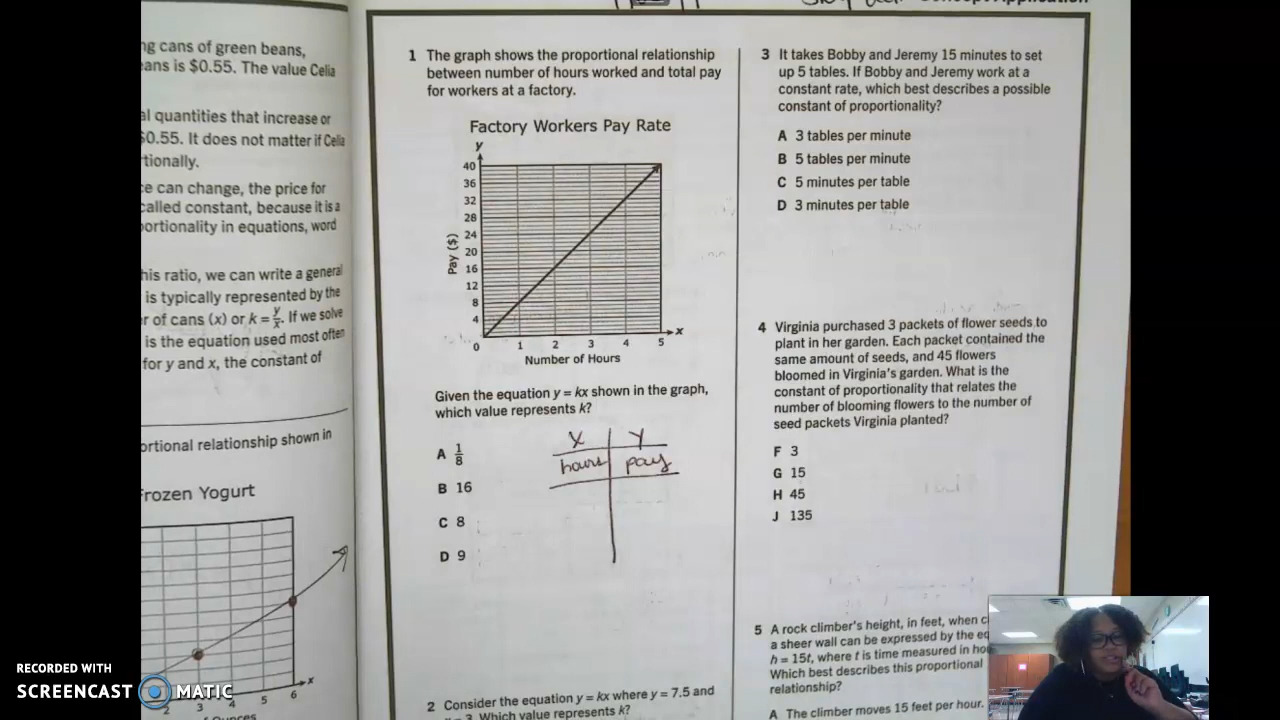 Concept Application
ng cans of green beans,
ans is $0.55. The value Celia
al quantities that increase or
$0.55. It does not matter if Celia
tionally.
e can change, the price for
called constant, because it is a
portionality in equations, word
his ratio, we can write a general
is typically represented by the
r of cans (x) or k = y/x. If we solve
is the equation used most often
for y and x, the constant of
ortional relationship shown in
Frozen Yogurt
x
2 3 4 5 6
Ounces
1 The graph shows the proportional relationship
between number of hours worked and total pay
for workers at a factory.
Factory Workers Pay Rate
y
40
36
32
28
24
20
16
12
8
4
0 1 2 3 4 5 x
Pay ($)
Number of Hours
Given the equation y = kx shown in the graph,
which value represents k?
A 1/8
B 16
C 8
D 9
X Y
hours pay
2 Consider the equation y = kx where y = 7.5 and
3. Which value represents k?
3 It takes Bobby and Jeremy 15 minutes to set
up 5 tables. If Bobby and Jeremy work at a
constant rate, which best describes a possible
constant of proportionality?
A 3 tables per minute
B 5 tables per minute
C 5 minutes per table
D 3 minutes per table
4 Virginia purchased 3 packets of flower seeds to
plant in her garden. Each packet contained the
same amount of seeds, and 45 flowers
bloomed in Virginia's garden. What is the
constant of proportionality that relates the
number of blooming flowers to the number of
seed packets Virginia planted?
F 3
G 15
H 45
J 135
5 A rock climber's height, in feet, when c
a sheer wall can be expressed by the eq
h = 15t, where t is time measured in ho
Which best describes this proportional
relationship?
A The climber moves 15 feet per hour.
RECORDED WITH
SCREENCAST MATIC